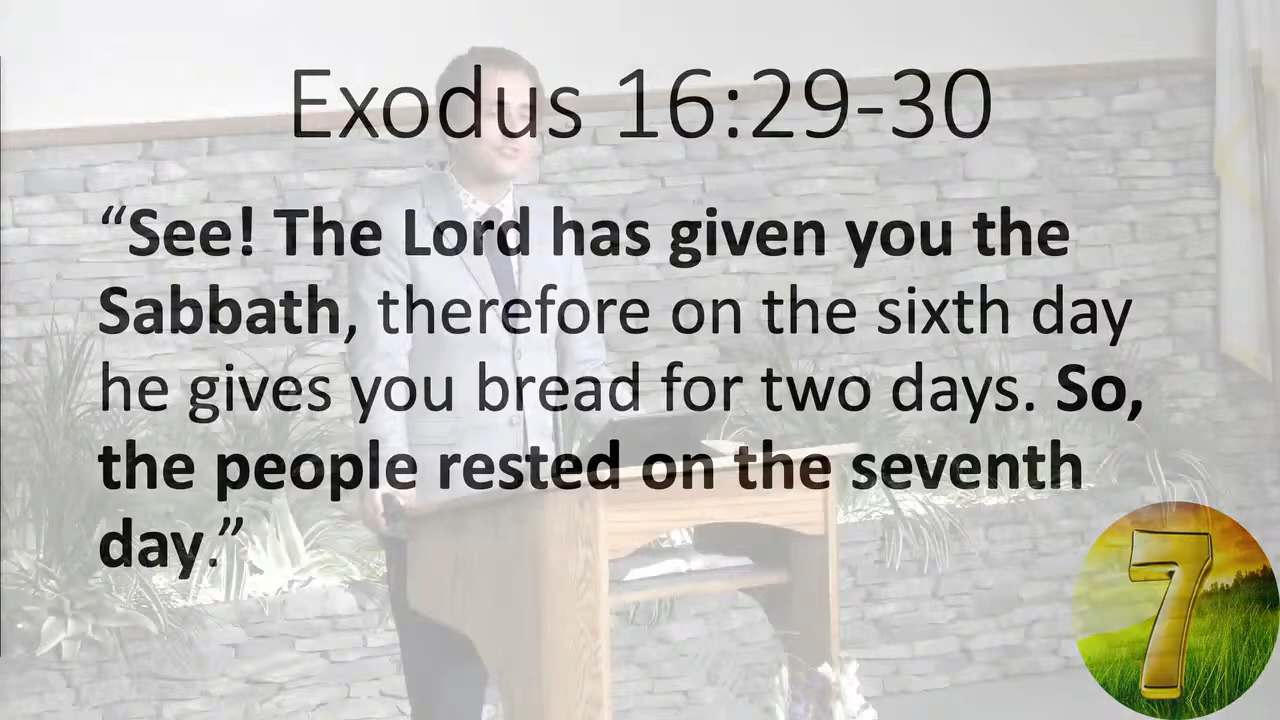 Exodus 16:29-30
“See! The Lord has given you the
Sabbath, therefore on the sixth day
he gives you bread for two days. So,
the people rested on the seventh
day.”
7